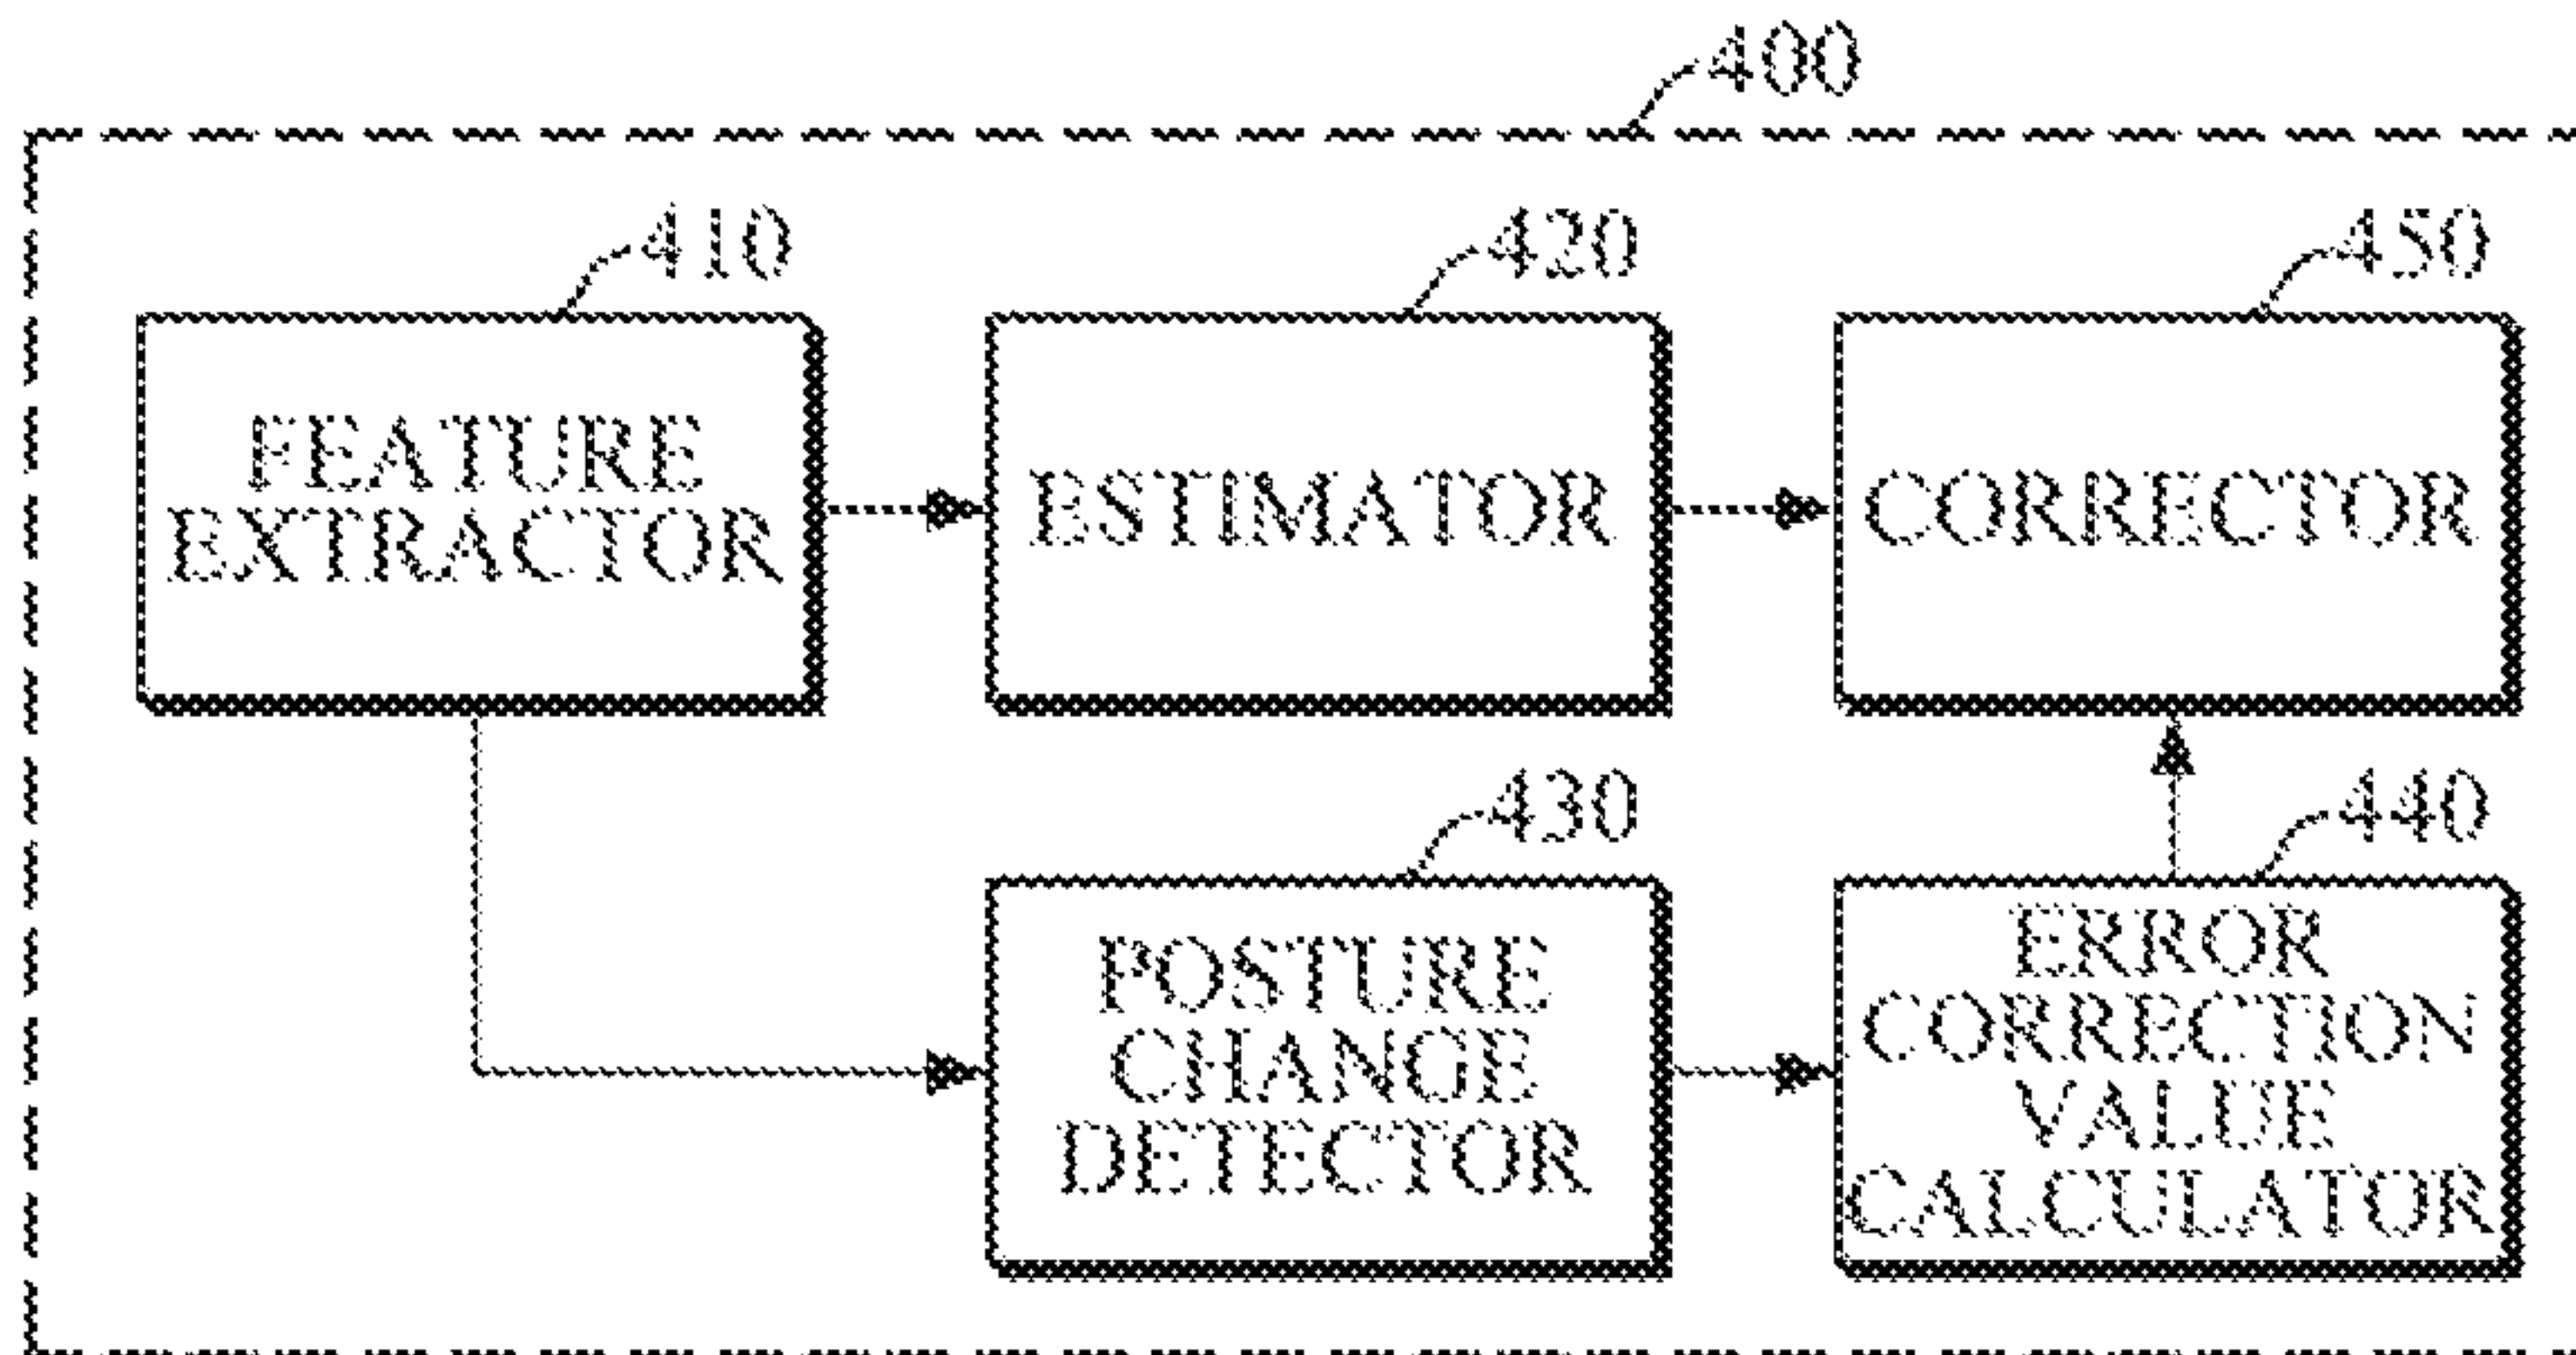 400
410
420
450
FEATURE
EXTRACTOR
ESTIMATOR
CORRECTOR
430
440
POSTURE
CHANGE
DETECTOR
ERROR
CORRECTION
VALUE
CALCULATOR